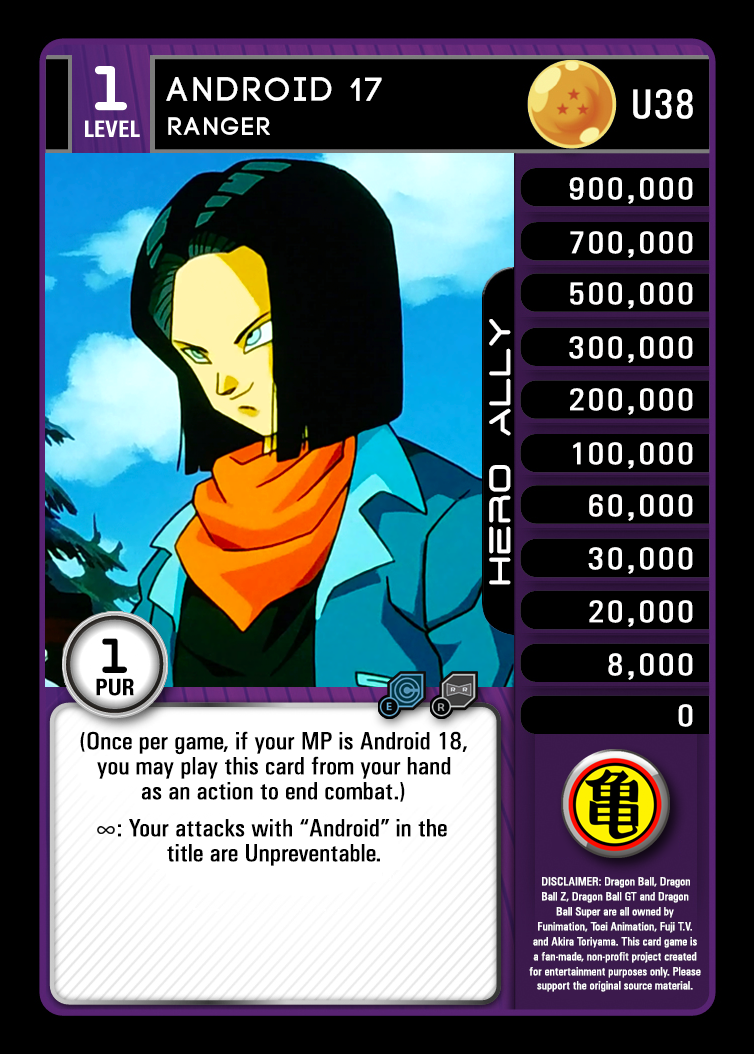 1
LEVEL
ANDROID 17
RANGER
U38
900,000
700,000
500,000
300,000
200,000
100,000
60,000
30,000
20,000
8,000
0
HERO ALLY
1
PUR
E
R
R R
(Once per game, if your MP is Android 18,
you may play this card from your hand
as an action to end combat.)
∞: Your attacks with “Android” in the
title are Unpreventable.
亀
DISCLAIMER: Dragon Ball, Dragon
Ball Z, Dragon Ball GT and Dragon
Ball Super are all owned by
Funimation, Toei Animation, Fuji T.V.
and Akira Toriyama. This card game is
a fan-made, non-profit project created
for entertainment purposes only. Please
support the original source material.